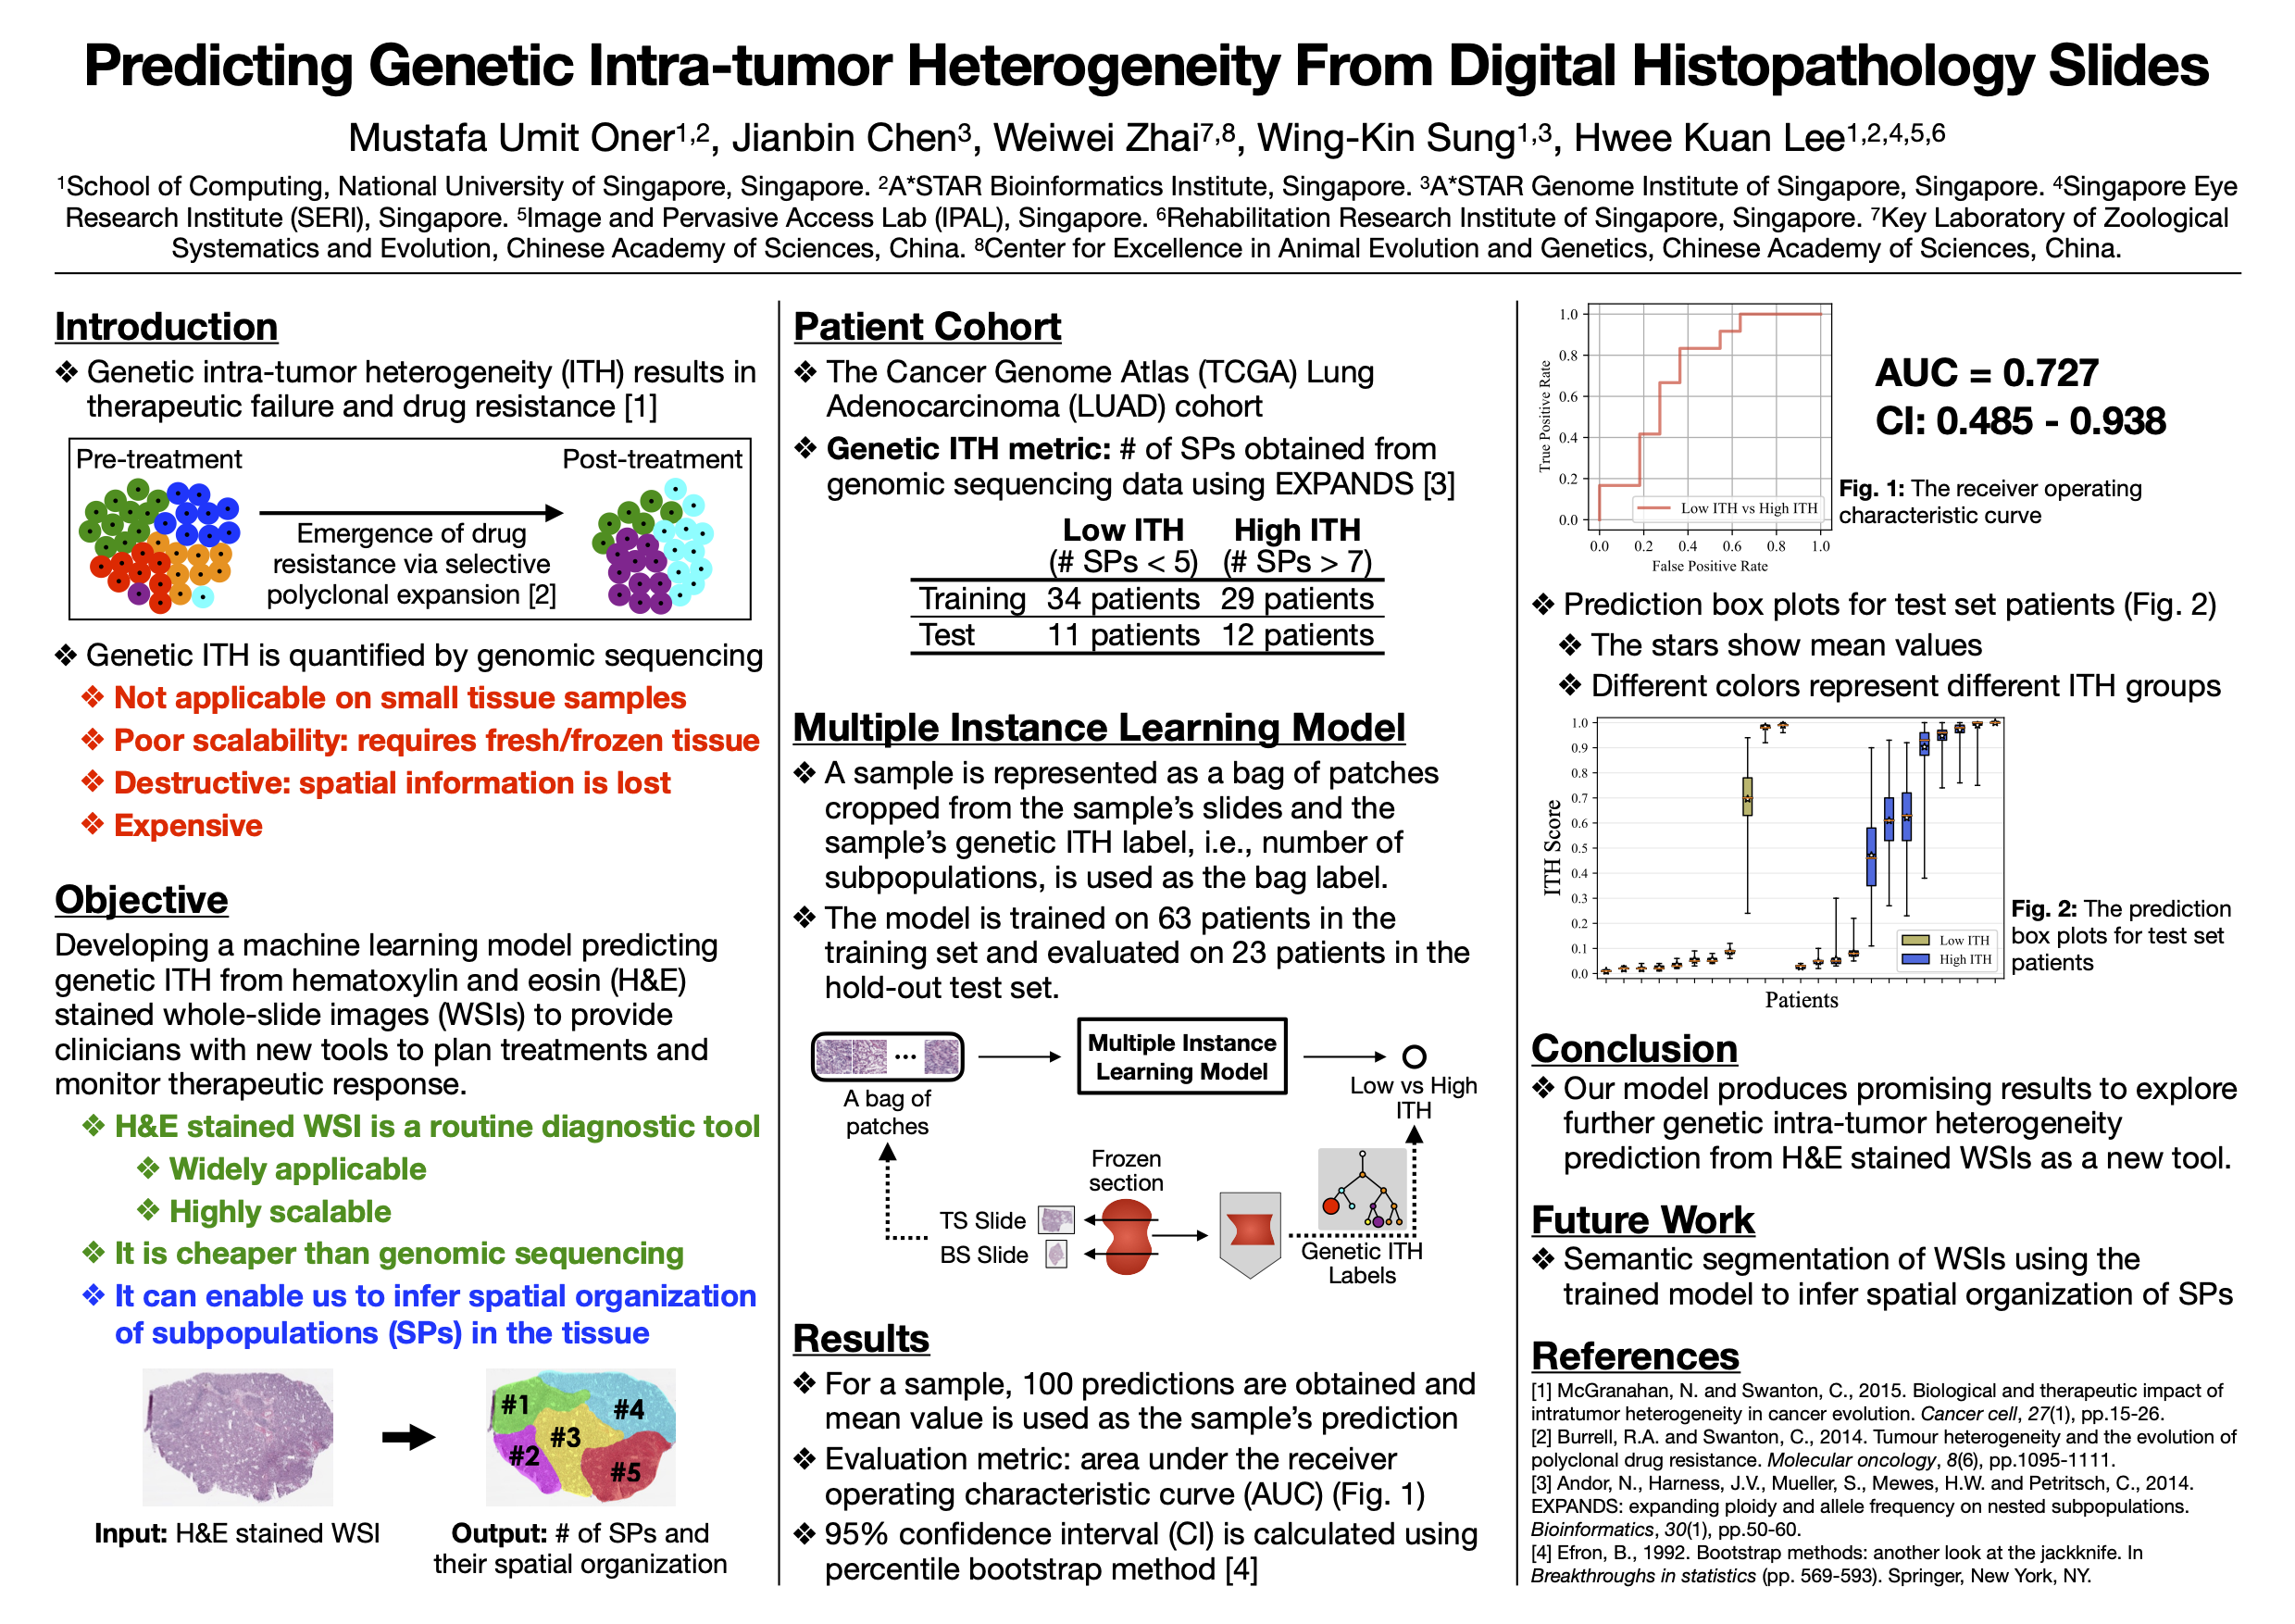 Predicting Genetic Intra-tumor Heterogeneity From Digital Histopathology Slides
Mustafa Umit Oner1,2, Jianbin Chen3, Weiwei Zhai7,8, Wing-Kin Sung1,3, Hwee Kuan Lee1,2,4,5,6
1School of Computing, National University of Singapore, Singapore. 2A*STAR Bioinformatics Institute, Singapore. 3A*STAR Genome Institute of Singapore, Singapore. 4Singapore Eye
Research Institute (SERI), Singapore. 5Image and Pervasive Access Lab (IPAL), Singapore. 6Rehabilitation Research Institute of Singapore, Singapore. 7Key Laboratory of Zoological
Systematics and Evolution, Chinese Academy of Sciences, China. 8Center for Excellence in Animal Evolution and Genetics, Chinese Academy of Sciences, China.
Introduction
❖ Genetic intra-tumor heterogeneity (ITH) results in
therapeutic failure and drug resistance [1]
Pre-treatment
Post-treatment
Emergence of drug
resistance via selective
polyclonal expansion [2]
❖ Genetic ITH is quantified by genomic sequencing
❖ Not applicable on small tissue samples
❖ Poor scalability: requires fresh/frozen tissue
❖ Destructive: spatial information is lost
❖ Expensive
Objective
Developing a machine learning model predicting
genetic ITH from hematoxylin and eosin (H&E)
stained whole-slide images (WSIs) to provide
clinicians with new tools to plan treatments and
monitor therapeutic response.
❖ H&E stained WSI is a routine diagnostic tool
❖ Widely applicable
❖ Highly scalable
❖ It is cheaper than genomic sequencing
❖ It can enable us to infer spatial organization
of subpopulations (SPs) in the tissue
#1
#4
#3
#2
#5
Input: H&E stained WSI
Output: # of SPs and
their spatial organization
Patient Cohort
❖ The Cancer Genome Atlas (TCGA) Lung
Adenocarcinoma (LUAD) cohort
❖ Genetic ITH metric: # of SPs obtained from
genomic sequencing data using EXPANDS [3]
Low ITH High ITH
(# SPs < 5) (# SPs > 7)
Training 34 patients 29 patients
Test 11 patients 12 patients
Multiple Instance Learning Model
❖ A sample is represented as a bag of patches
cropped from the sample's slides and the
sample's genetic ITH label, i.e., number of
subpopulations, is used as the bag label.
❖ The model is trained on 63 patients in the
training set and evaluated on 23 patients in the
hold-out test set.
...
Multiple Instance
Learning Model
A bag of
patches
Low vs High
ITH
Frozen
section
TS Slide
BS Slide
Genetic ITH
Labels
Results
❖ For a sample, 100 predictions are obtained and
mean value is used as the sample's prediction
❖ Evaluation metric: area under the receiver
operating characteristic curve (AUC) (Fig. 1)
❖ 95% confidence interval (CI) is calculated using
percentile bootstrap method [4]
True Positive Rate
1.0
0.8
0.6
0.4
0.2
0.0
Low ITH vs High ITH
0.0 0.2 0.4 0.6 0.8 1.0
False Positive Rate
AUC = 0.727
CI: 0.485 - 0.938
Fig. 1: The receiver operating
characteristic curve
❖ Prediction box plots for test set patients (Fig. 2)
❖ The stars show mean values
❖ Different colors represent different ITH groups
ITH Score
1.0
0.9
0.8
0.7
0.6
0.5
0.4
0.3
0.2
0.1
0.0
Low ITH
High ITH
Patients
Fig. 2: The prediction
box plots for test set
patients
Conclusion
❖ Our model produces promising results to explore
further genetic intra-tumor heterogeneity
prediction from H&E stained WSIs as a new tool.
Future Work
❖ Semantic segmentation of WSIs using the
trained model to infer spatial organization of SPs
References
[1] McGranahan, N. and Swanton, C., 2015. Biological and therapeutic impact of
intratumor heterogeneity in cancer evolution. Cancer cell, 27(1), pp.15-26.
[2] Burrell, R.A. and Swanton, C., 2014. Tumour heterogeneity and the evolution of
polyclonal drug resistance. Molecular oncology, 8(6), pp.1095-1111.
[3] Andor, N., Harness, J.V., Mueller, S., Mewes, H.W. and Petritsch, C., 2014.
EXPANDS: expanding ploidy and allele frequency on nested subpopulations.
Bioinformatics, 30(1), pp.50-60.
[4] Efron, B., 1992. Bootstrap methods: another look at the jackknife. In
Breakthroughs in statistics (pp. 569-593). Springer, New York, NY.